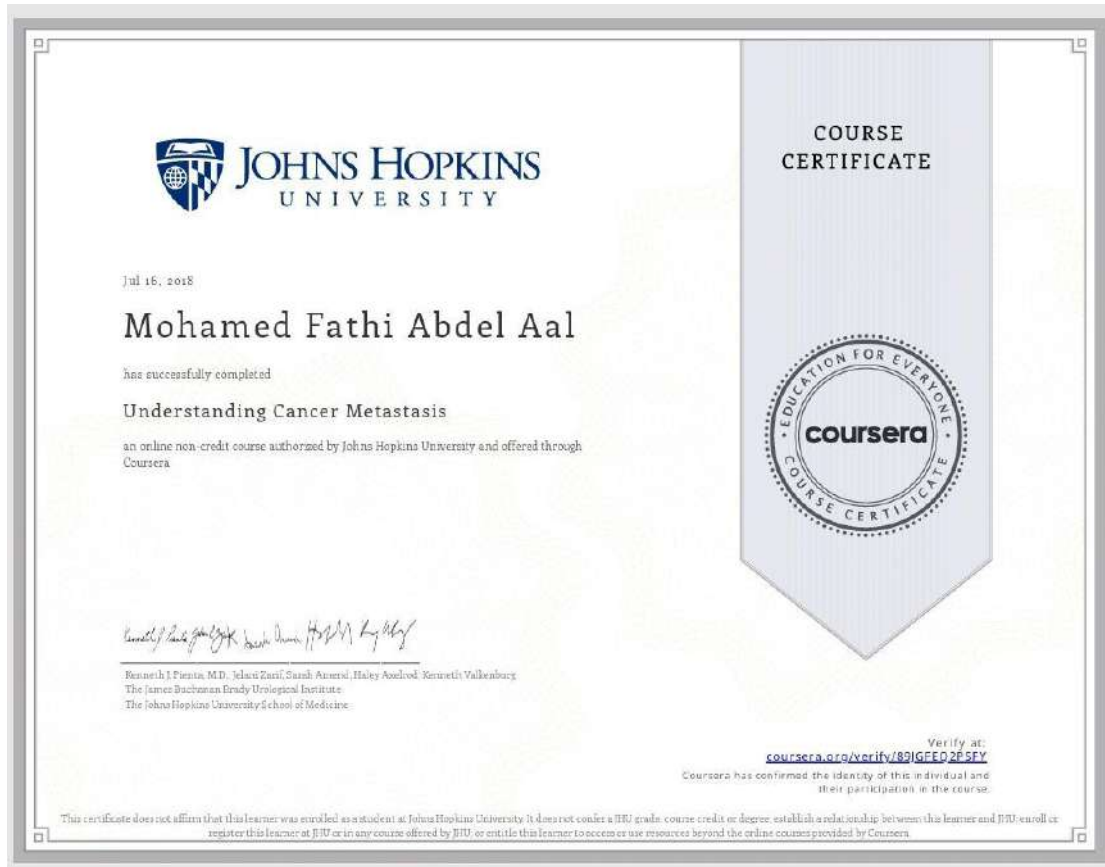 JOHNS HOPKINS
UNIVERSITY
COURSE
CERTIFICATE
Jul 16, 2018
Mohamed Fathi Abdel Aal
has successfully completed
Understanding Cancer Metastasis
an online non-credit course authorized by Johns Hopkins University and offered through
Coursera
EDUCATION FOR EVERYONE
coursera
COURSE CERTIFICATE
Kenneth J. Pienta, M.D., Jelani Zarif, Sarah Amend, Haley Axelrod, Kenneth Valkenburg
The James Buchanan Brady Urological Institute
The Johns Hopkins University School of Medicine
Verify at:
coursera.org/verify/
Coursera has confirmed the identity of this individual and
their participation in the course.
This certificate does not affirm that this learner was enrolled as a student at Johns Hopkins University. It does not confer a JHU grade, course credit or degree, establish a relationship between this learner and JHU, enroll or
register this learner at JHU or in any course offered by JHU, or entitle this learner to access or use resources beyond the online courses provided by Coursera.